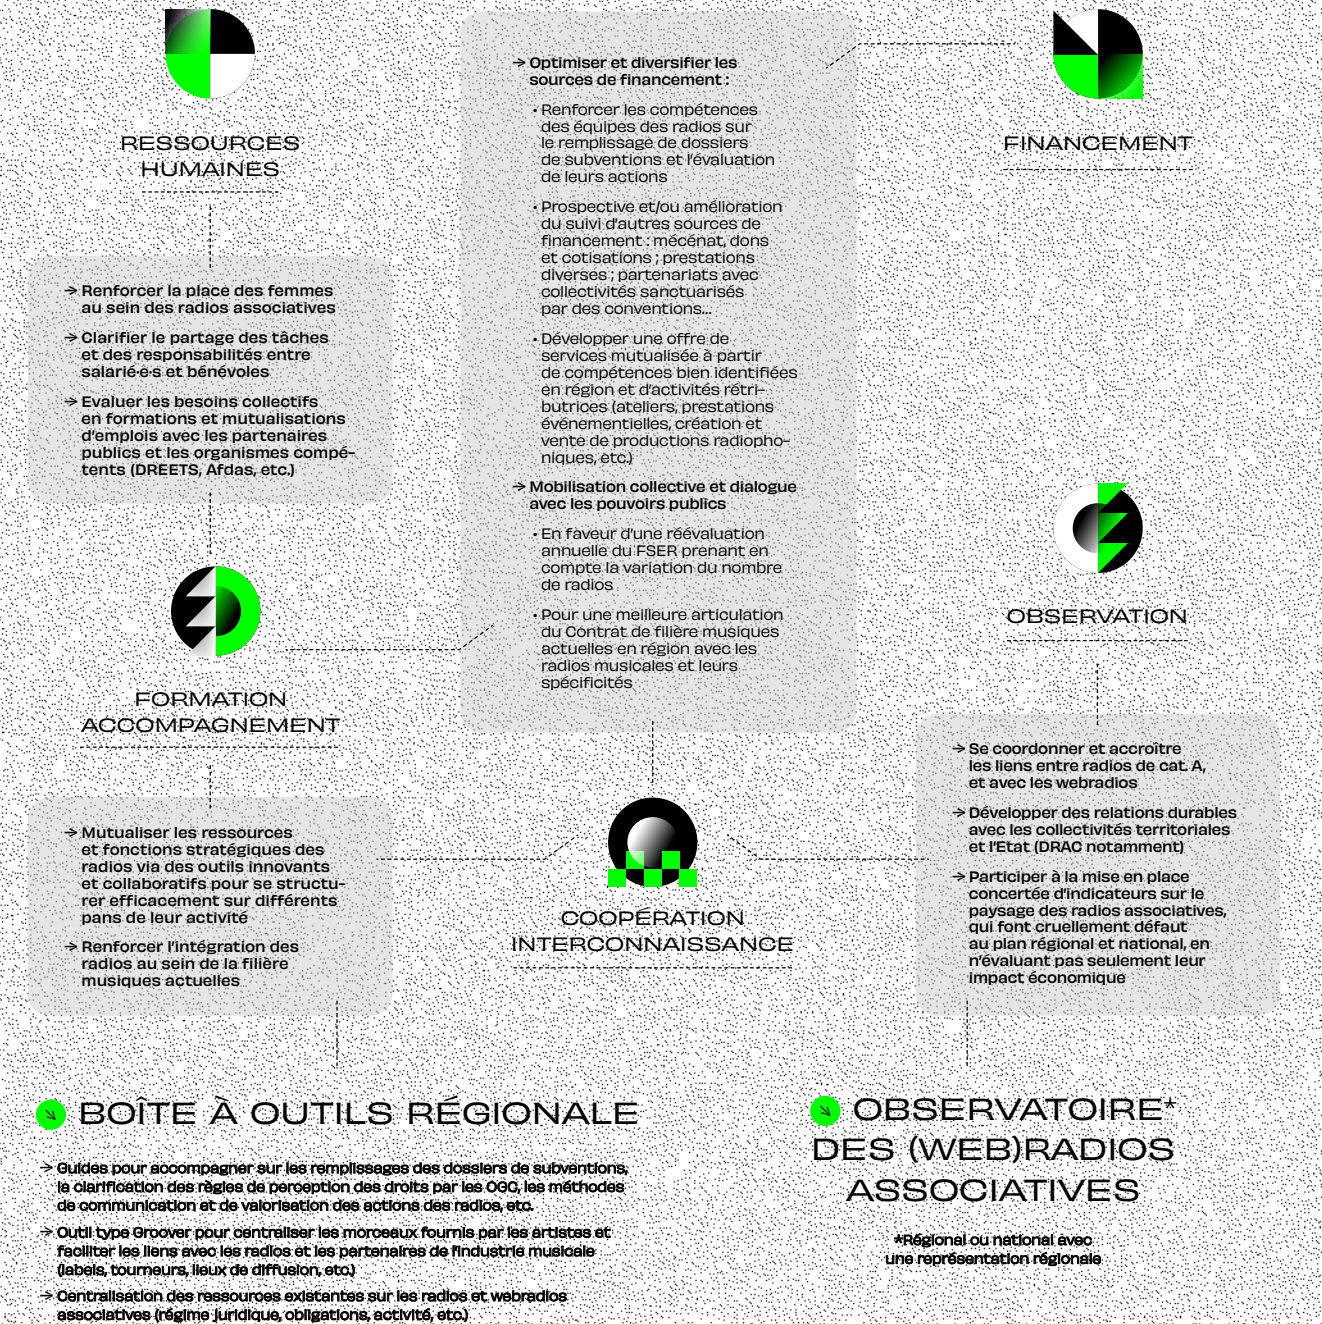 RESSOURCES
HUMAINES
→ Renforcer la place des femmes
au sein des radios associatives
→ Clarifier le partage des tâches
et des responsabilités entre
salarié·e·s et bénévoles
→ Evaluer les besoins collectifs
en formations et mutualisations
d'emplois avec les partenaires
publics et les organismes compé-
tents (DREETS, Afdas, etc.)
FORMATION
ACCOMPAGNEMENT
→ Mutualiser les ressources
et fonctions stratégiques des
radios via des outils innovants
et collaboratifs pour se structu-
rer efficacement sur différents
pans de leur activité
→ Renforcer l'intégration des
radios au sein de la filière
musiques actuelles
→ Optimiser et diversifier les
sources de financement :
• Renforcer les compétences
des équipes des radios sur
le remplissage de dossiers
de subventions et l'évaluation
de leurs actions
• Prospective et/ou amélioration
du suivi d'autres sources de
financement : mécénat, dons
et cotisations ; prestations
diverses ; partenariats avec
collectivités sanctuarisés
par des conventions...
• Développer une offre de
services mutualisée à partir
de compétences bien identifiées
en région et d'activités rétri-
butrices (ateliers, prestations
événementielles, création et
vente de productions radiopho-
niques, etc.)
→ Mobilisation collective et dialogue
avec les pouvoirs publics
• En faveur d'une réévaluation
annuelle du FSER prenant en
compte la variation du nombre
de radios
• Pour une meilleure articulation
du Contrat de filière musiques
actuelles en région avec les
radios musicales et leurs
spécificités
COOPÉRATION
INTERCONNAISSANCE
FINANCEMENT
OBSERVATION
→ Se coordonner et accroître
les liens entre radios de cat. A,
et avec les webradios
→ Développer des relations durables
avec les collectivités territoriales
et l'Etat (DRAC notamment)
→ Participer à la mise en place
concertée d'indicateurs sur le
paysage des radios associatives,
qui font cruellement défaut
au plan régional et national, en
n'évaluant pas seulement leur
impact économique
BOÎTE À OUTILS RÉGIONALE
→ Guides pour accompagner sur les remplissages des dossiers de subventions,
la clarification des règles de perception des droits par les OGC, les méthodes
de communication et de valorisation des actions des radios, etc.
→ Outil type Groover pour centraliser les morceaux fournis par les artistes et
faciliter les liens avec les radios et les partenaires de l'industrie musicale
(labels, tourneurs, lieux de diffusion, etc.)
→ Centralisation des ressources existantes sur les radios et webradios
associatives (régime juridique, obligations, activité, etc.)
OBSERVATOIRE*
DES (WEB)RADIOS
ASSOCIATIVES
*Régional ou national avec
une représentation régionale